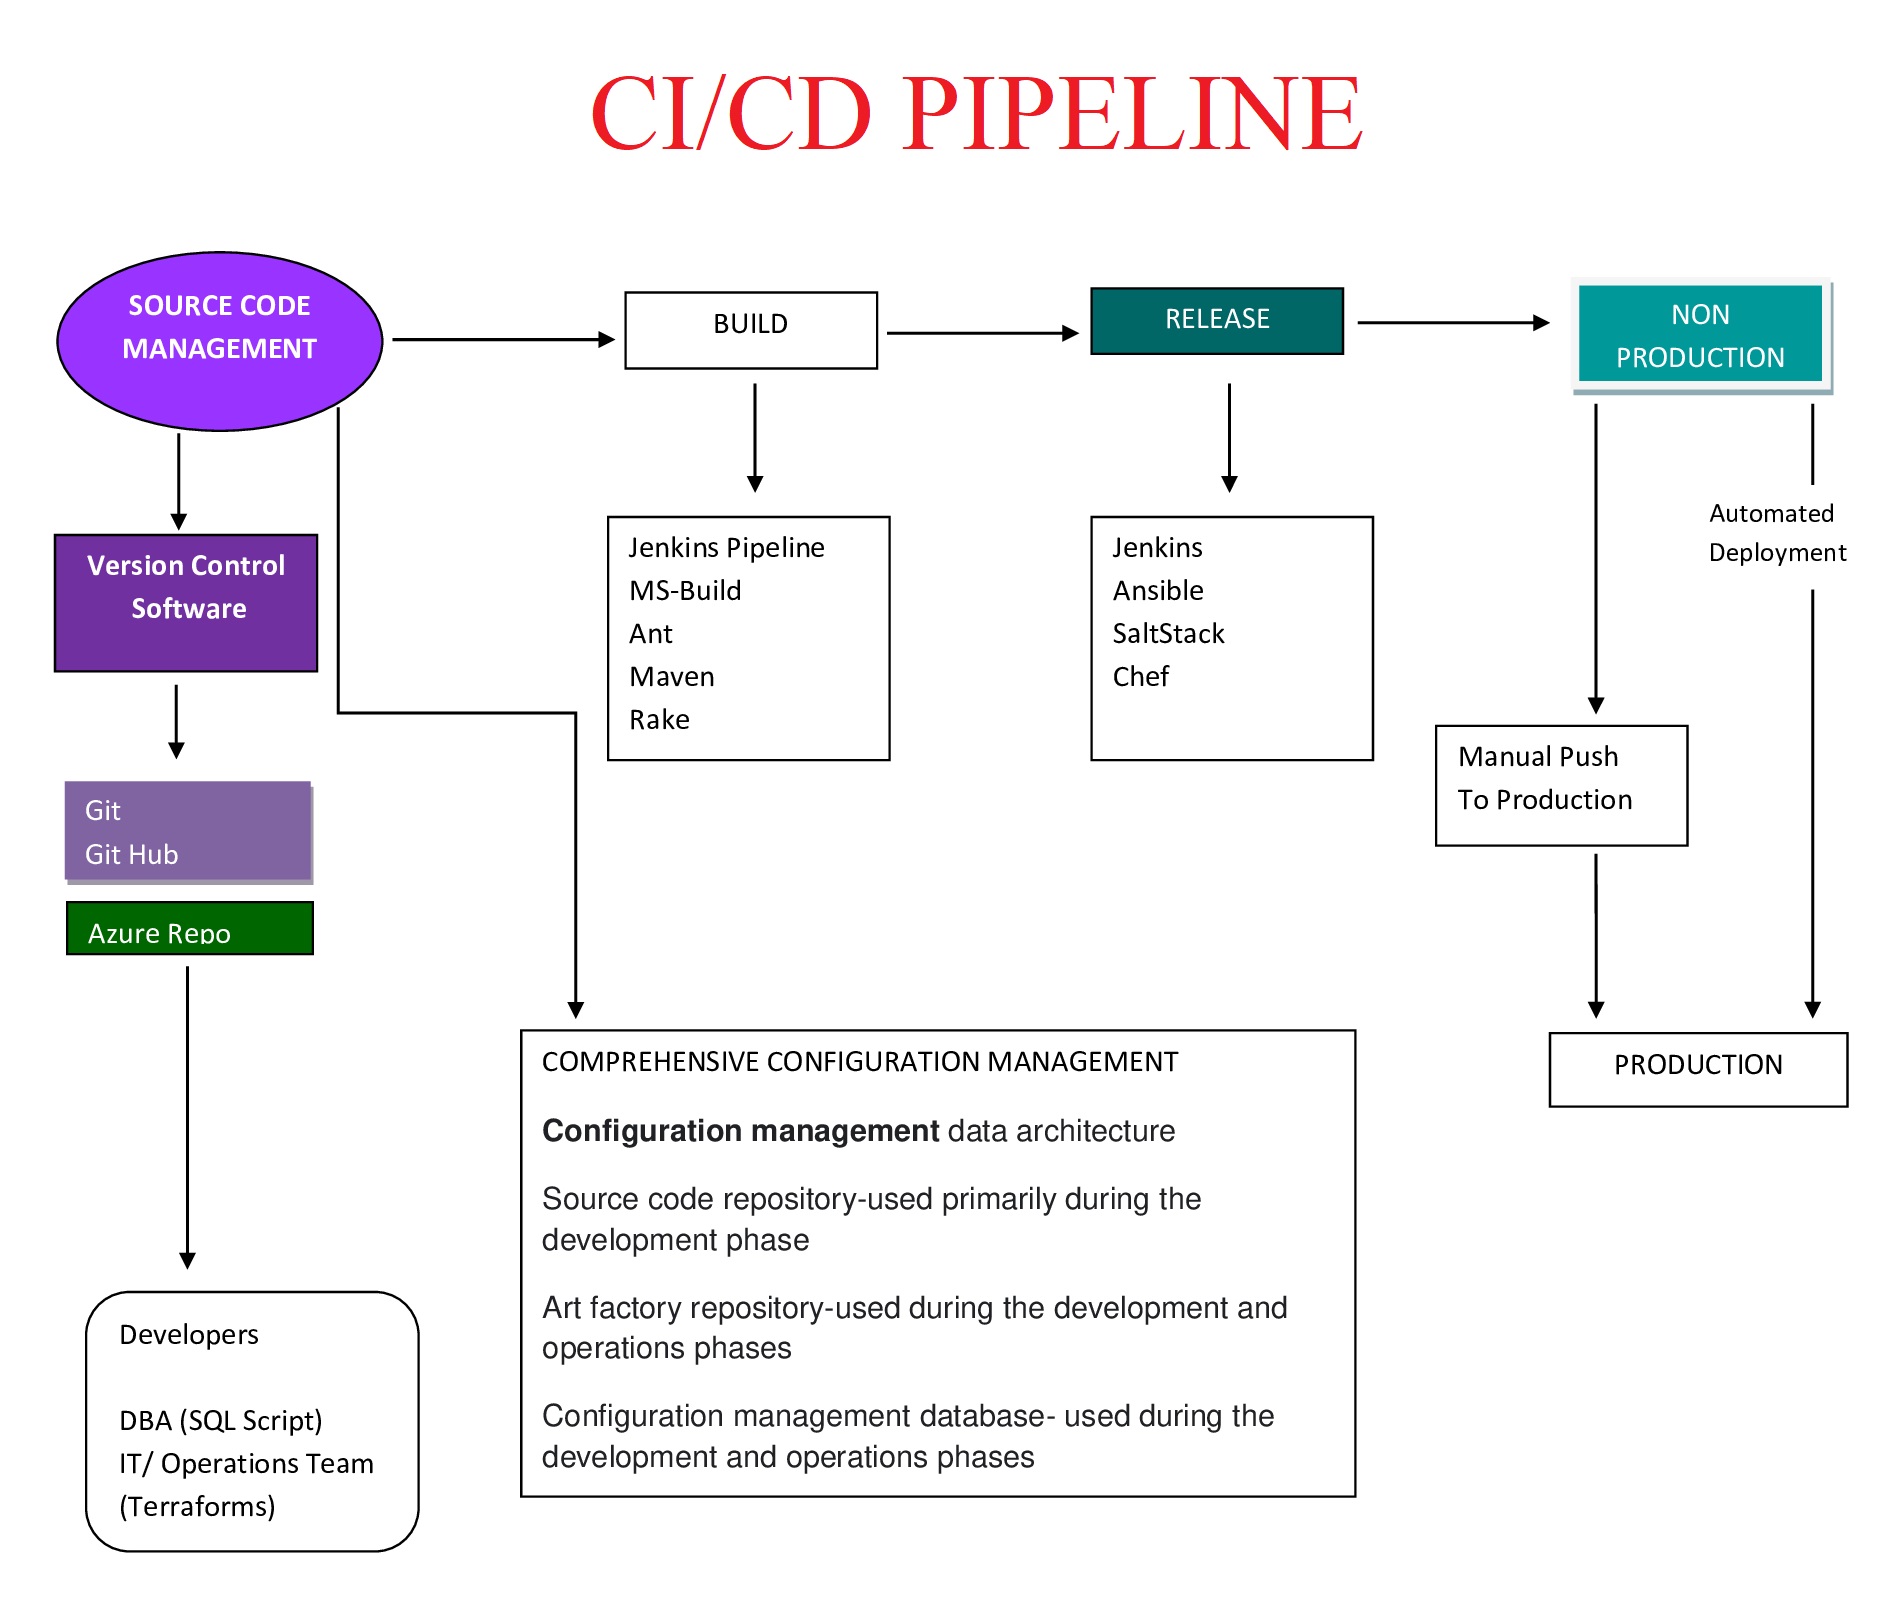 CI/CD PIPELINE
SOURCE CODE
MANAGEMENT
BUILD
RELEASE
NON
PRODUCTION
Version Control
Software
Git
Git Hub
Azure Repo
Developers
DBA (SQL Script)
IT/ Operations Team
(Terraforms)
Jenkins Pipeline
MS-Build
Ant
Maven
Rake
Jenkins
Ansible
SaltStack
Chef
Automated
Deployment
Manual Push
To Production
PRODUCTION
COMPREHENSIVE CONFIGURATION MANAGEMENT
Configuration management data architecture
Source code repository-used primarily during the
development phase
Art factory repository-used during the development and
operations phases
Configuration management database- used during the
development and operations phases